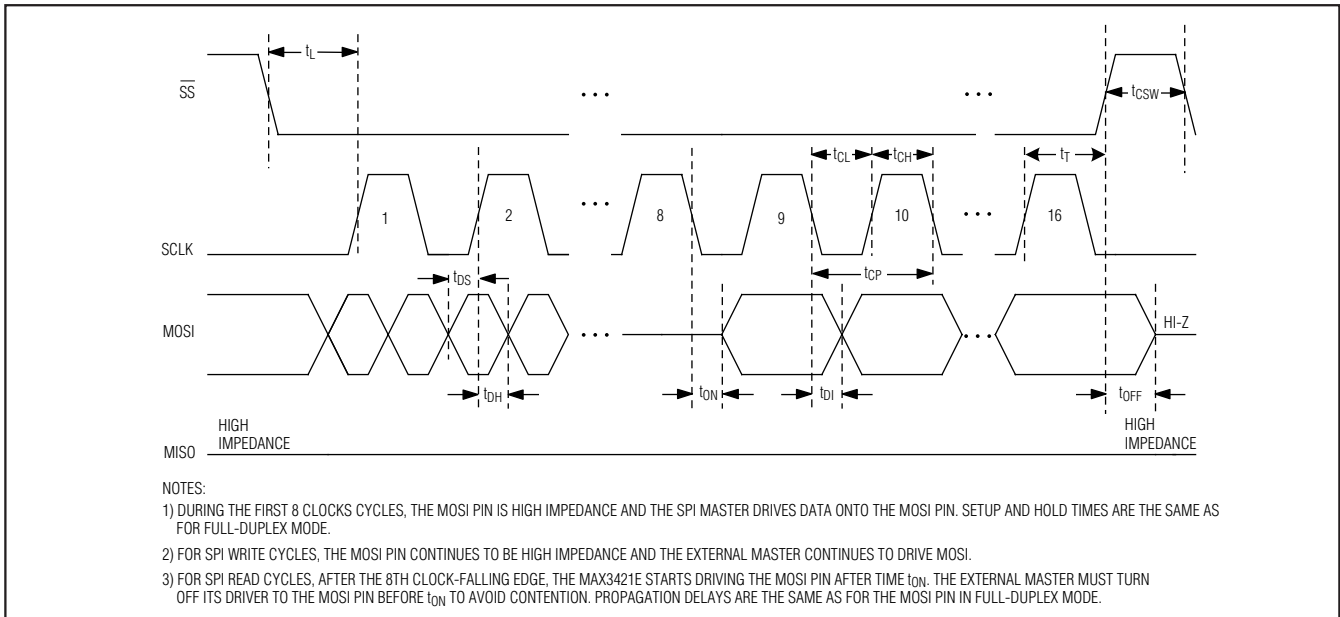 tL
SS
tCSW
tCL
tCH
tT
1
2
8
9
10
16
SCLK
tDS
tCP
MOSI
HI-Z
tDH
tON
tDI
tOFF
HIGH
IMPEDANCE
HIGH
IMPEDANCE
MISO
NOTES:
1) DURING THE FIRST 8 CLOCKS CYCLES, THE MOSI PIN IS HIGH IMPEDANCE AND THE SPI MASTER DRIVES DATA ONTO THE MOSI PIN. SETUP AND HOLD TIMES ARE THE SAME AS
FOR FULL-DUPLEX MODE.
2) FOR SPI WRITE CYCLES, THE MOSI PIN CONTINUES TO BE HIGH IMPEDANCE AND THE EXTERNAL MASTER CONTINUES TO DRIVE MOSI.
3) FOR SPI READ CYCLES, AFTER THE 8TH CLOCK-FALLING EDGE, THE MAX3421E STARTS DRIVING THE MOSI PIN AFTER TIME tON. THE EXTERNAL MASTER MUST TURN
OFF ITS DRIVER TO THE MOSI PIN BEFORE tON TO AVOID CONTENTION. PROPAGATION DELAYS ARE THE SAME AS FOR THE MOSI PIN IN FULL-DUPLEX MODE.